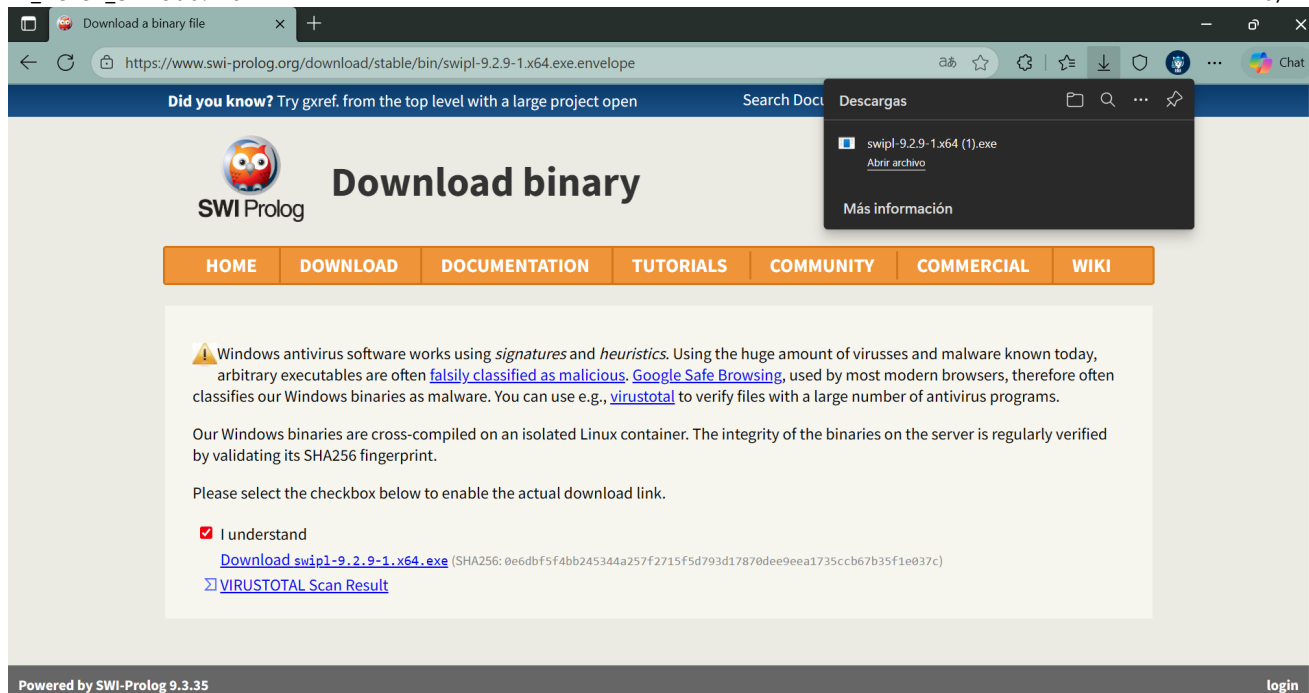 Download a binary file
https://www.swi-prolog.org/download/stable/bin/swipl-9.2.9-1.x64.exe.envelope
Chat
Did you know? Try gxref. from the top level with a large project open
Search Docu
Descargas
swipl-9.2.9-1.x64 (1).exe
Abrir archivo
Más información
SWI Prolog
Download binary
HOME DOWNLOAD DOCUMENTATION TUTORIALS COMMUNITY COMMERCIAL WIKI
Windows antivirus software works using signatures and heuristics. Using the huge amount of virusses and malware known today,
arbitrary executables are often falsily classified as malicious. Google Safe Browsing, used by most modern browsers, therefore often
classifies our Windows binaries as malware. You can use e.g., virustotal to verify files with a large number of antivirus programs.
Our Windows binaries are cross-compiled on an isolated Linux container. The integrity of the binaries on the server is regularly verified
by validating its SHA256 fingerprint.
Please select the checkbox below to enable the actual download link.
I understand
Download swipl-9.2.9-1.x64.exe (SHA256: 0e6dbf5f4bb245344a257f2715f5d793d17870dee9eea1735ccb67b35f1e037c)
VIRUSTOTAL Scan Result
Powered by SWI-Prolog 9.3.35
login